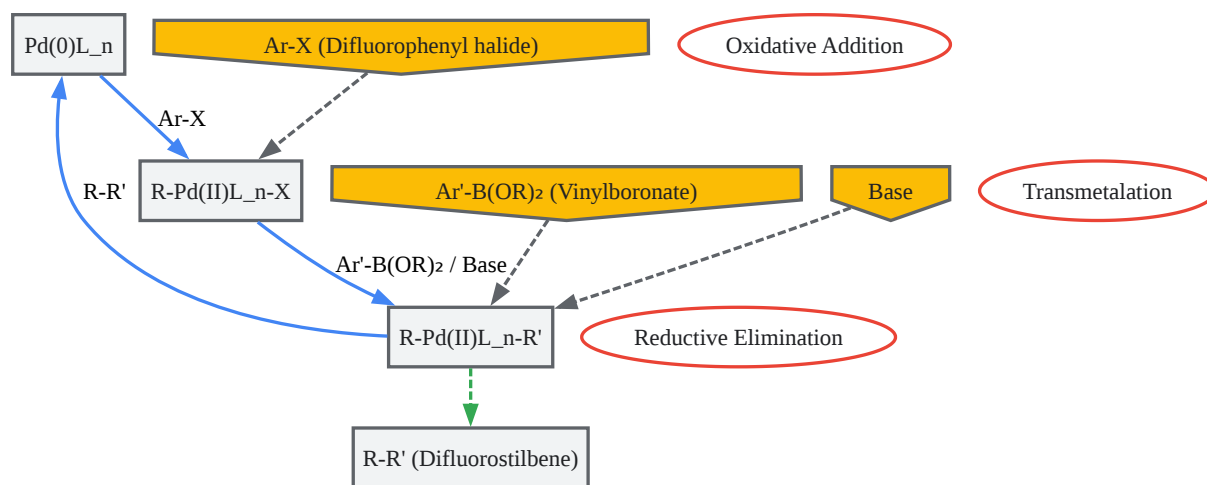 Pd(0)L_n
Ar-X (Difluorophenyl halide)
Oxidative Addition
Ar-X
R-Pd(II)L_n-X
R-R'
Ar'-B(OR)₂ (Vinylboronate)
Base
Transmetalation
Ar'-B(OR)₂ / Base
R-Pd(II)L_n-R'
Reductive Elimination
R-R' (Difluorostilbene)